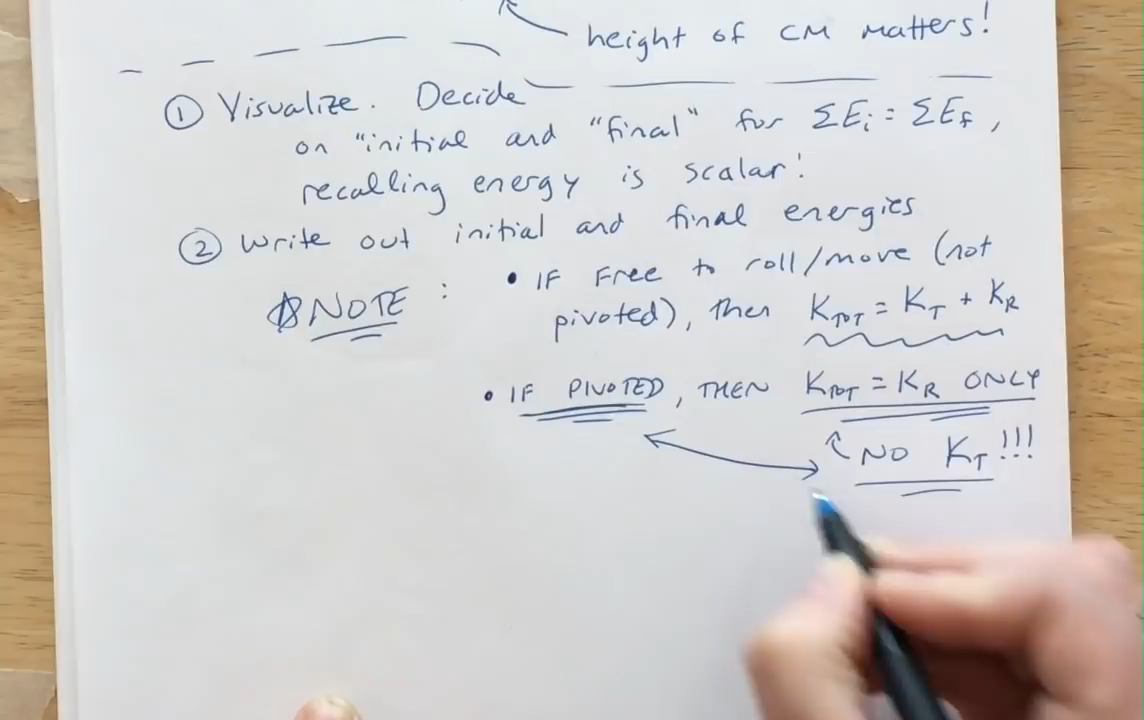 height of CM matters!
① Visualize. Decide
on "initial and "final" for ΣEi = ΣEf,
recalling energy is scalar!
② Write out initial and final energies
☆NOTE : • IF Free to roll/move (not
pivoted), then KTOT = KT + KR
• IF PIVOTED, THEN KTOT = KR ONLY
NO KT!!!